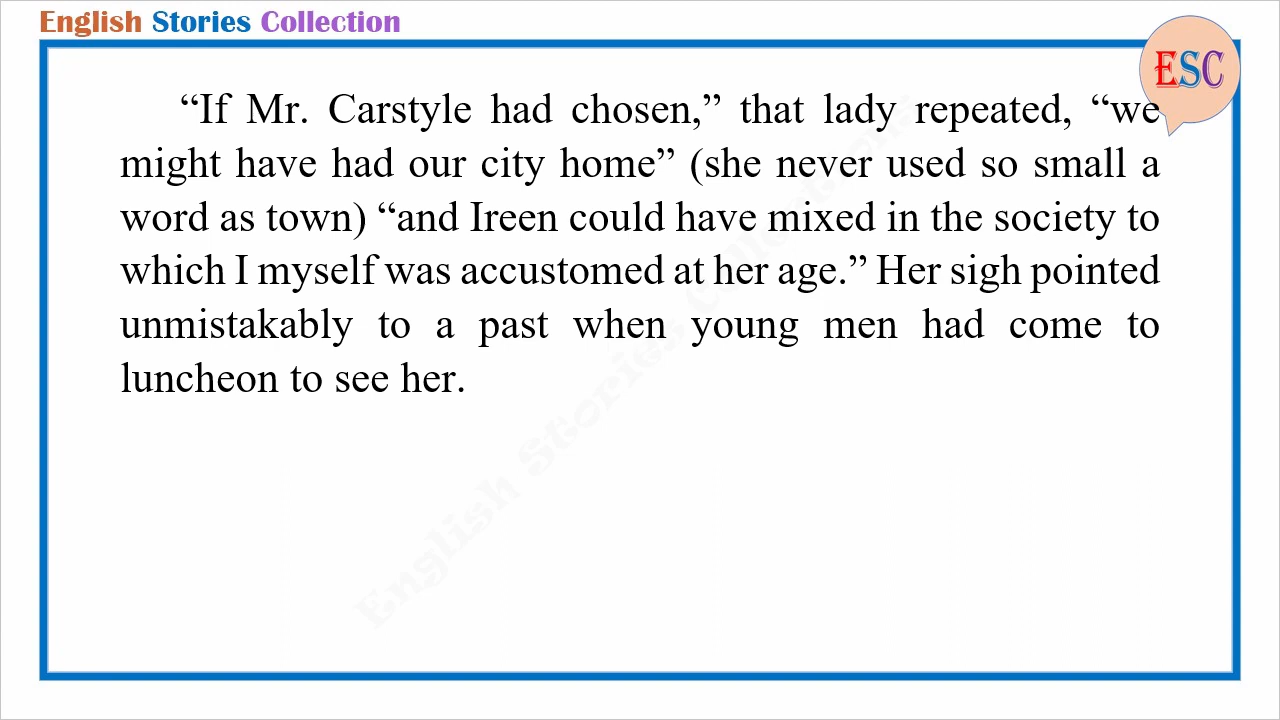 English Stories Collection
ESC
“If Mr. Carstyle had chosen,” that lady repeated, “we
might have had our city home” (she never used so small a
word as town) “and Ireen could have mixed in the society to
which I myself was accustomed at her age.” Her sigh pointed
unmistakably to a past when young men had come to
luncheon to see her.
English Stories Collections